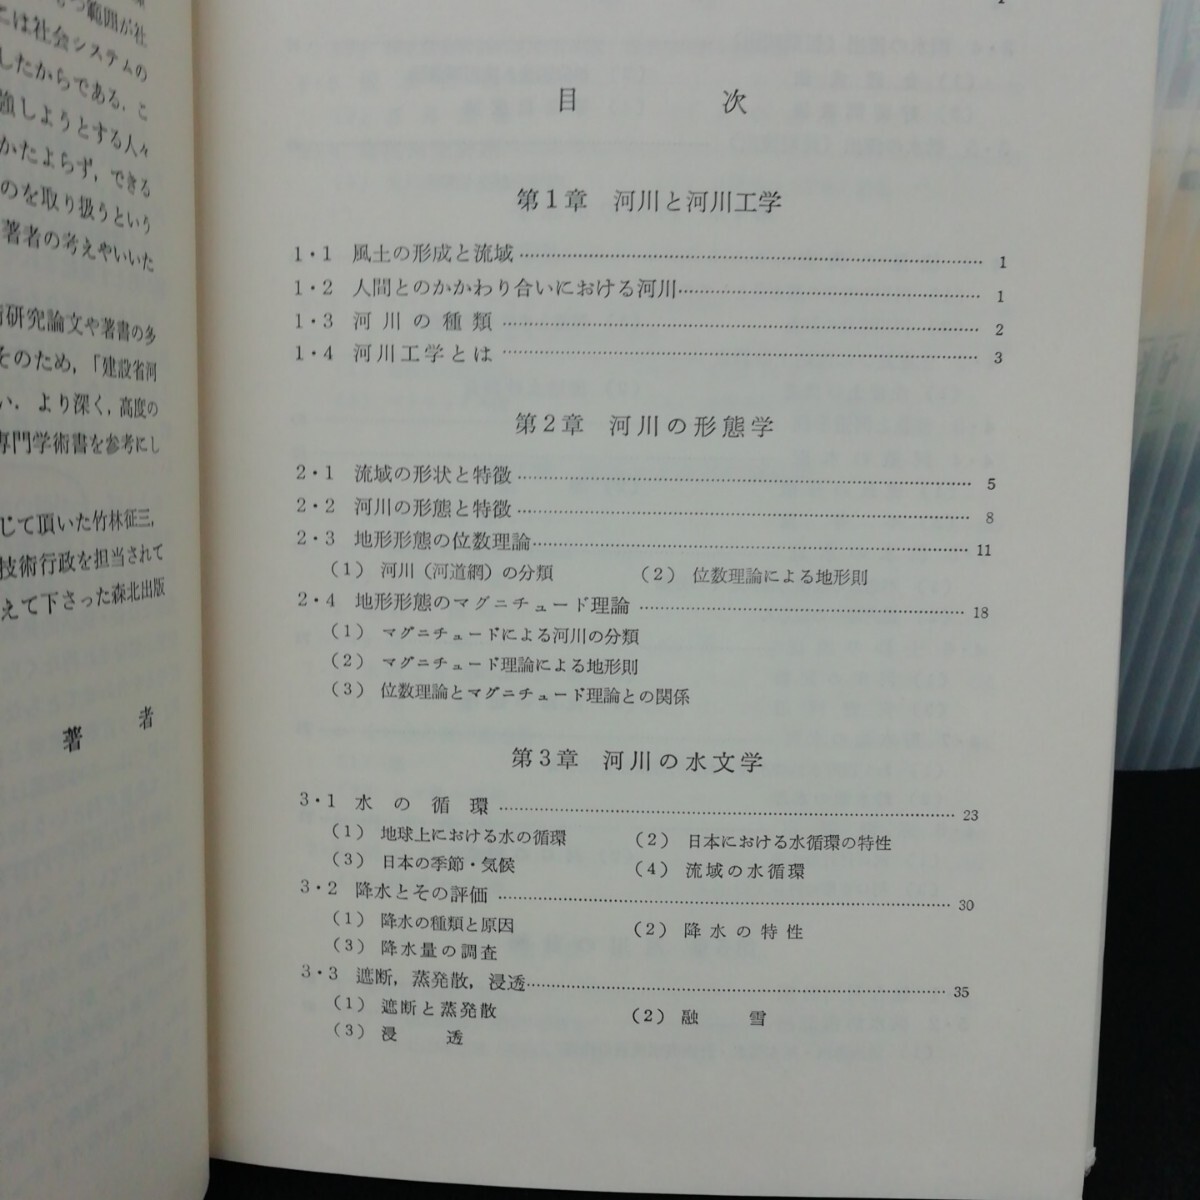 範囲が社
は社会システムの
したからである．こ
強しようとする人々
かたよらず，できる
のを取り扱うという
著者の考えやいいた
研究論文や著書の多
そのため，「建設省河
い．より深く，高度の
専門学術書を参考にし
じて頂いた竹林征三，
技術行政を担当されて
えて下さった森北出版
著者
目次
第1章 河川と河川工学
1・1 風土の形成と流域 1
1・2 人間とのかかわり合いにおける河川 1
1・3 河川の種類 2
1・4 河川工学とは 3
第2章 河川の形態学
2・1 流域の形状と特徴 5
2・2 河川の形態と特徴 8
2・3 地形形態の位数理論 11
(1) 河川（河道網）の分類 (2) 位数理論による地形則
2・4 地形形態のマグニチュード理論 18
(1) マグニチュードによる河川の分類
(2) マグニチュード理論による地形則
(3) 位数理論とマグニチュード理論との関係
第3章 河川の水文学
3・1 水の循環 23
(1) 地球上における水の循環 (2) 日本における水循環の特性
(3) 日本の季節・気候 (4) 流域の水循環
3・2 降水とその評価 30
(1) 降水の種類と原因 (2) 降水の特性
(3) 降水量の調査
3・3 遮断，蒸発散，浸透 35
(1) 遮断と蒸発散 (2) 融雪
(3) 浸透